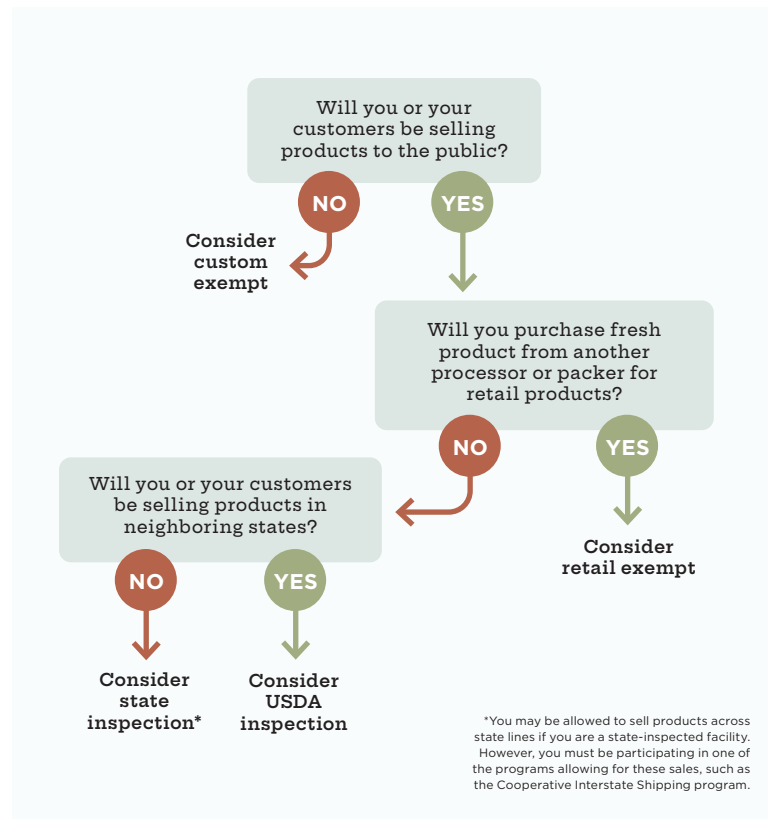 Will you or your
customers be selling
products to the public?
NO
YES
Consider
custom
exempt
Will you purchase fresh
product from another
processor or packer for
retail products?
NO
YES
Will you or your customers
be selling products in
neighboring states?
Consider
retail exempt
NO
YES
Consider
state
inspection*
Consider
USDA
inspection
*You may be allowed to sell products across
state lines if you are a state-inspected facility.
However, you must be participating in one of
the programs allowing for these sales, such as
the Cooperative Interstate Shipping program.